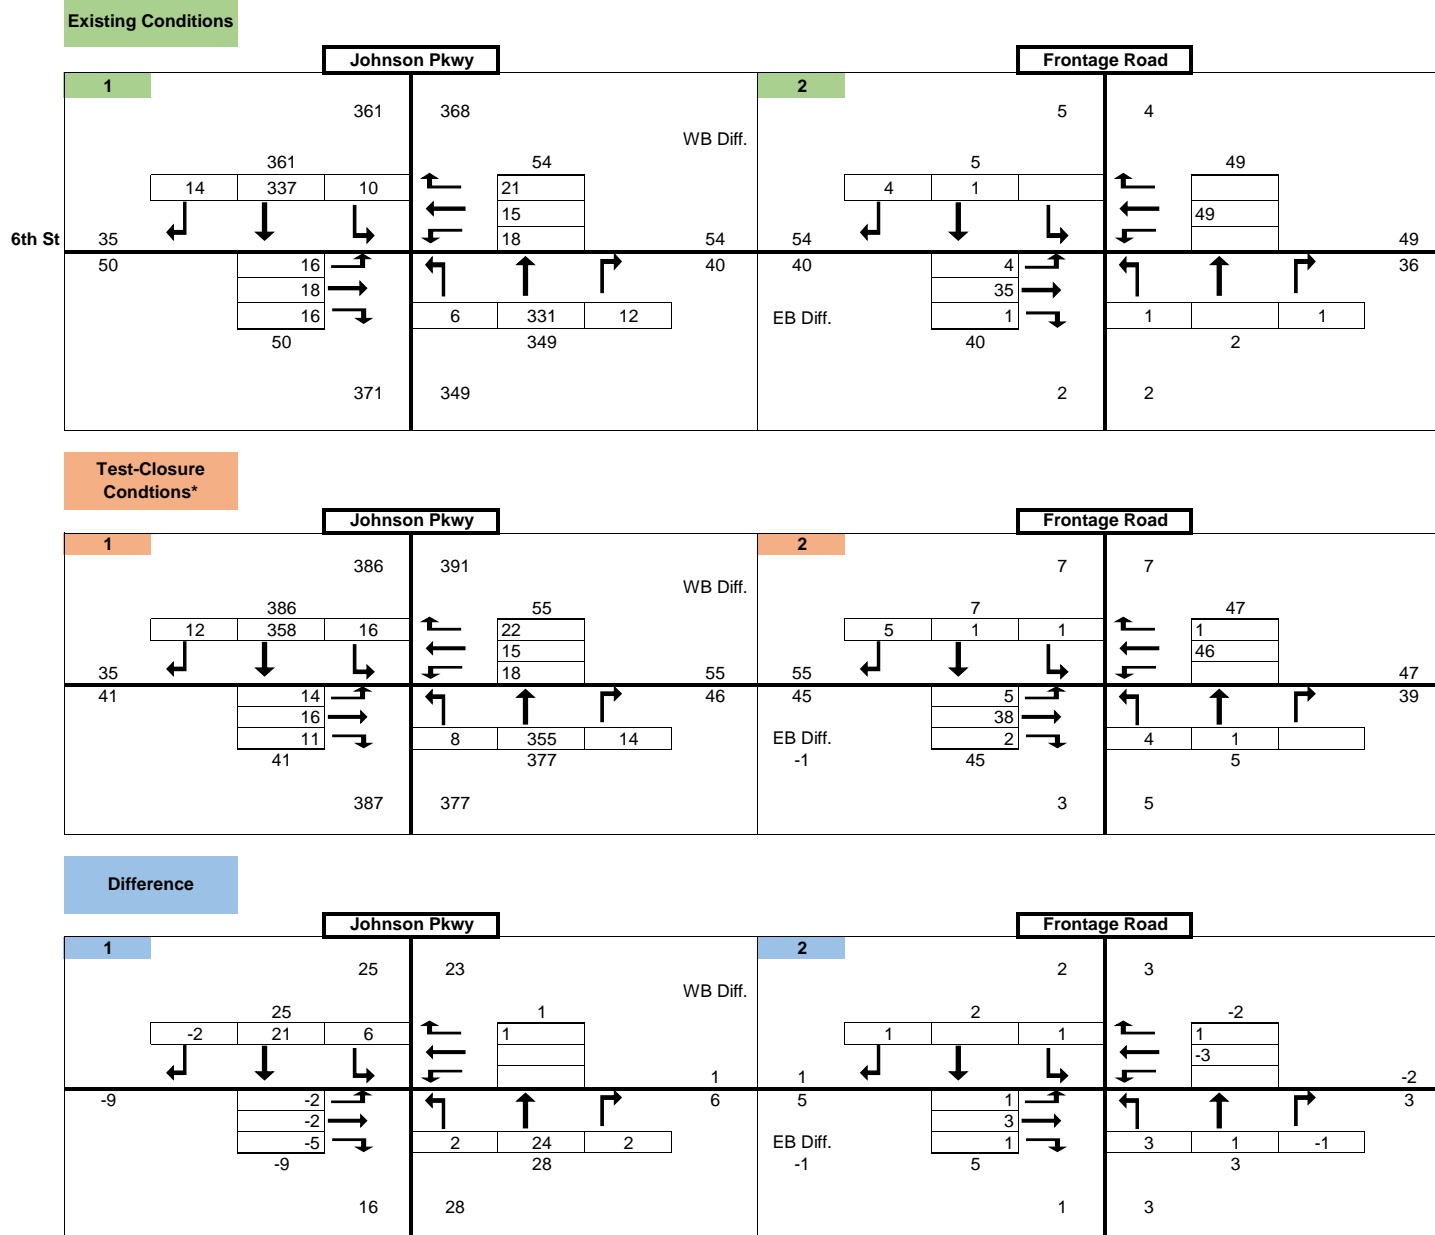 Existing Conditions
Johnson Pkwy Frontage Road
1 2
361 368 5 4
WB Diff.
361 54 5 49
14 337 10 21 4 1
15 49
18
6th St 35 54 54 49
50 40 40 36
16 4
18 35
16 6 331 12 EB Diff. 1 1 1
50 349 40 2
371 349 2 2
Test-Closure
Condtions*
Johnson Pkwy Frontage Road
1 2
386 391 7 7
WB Diff.
386 55 7 47
12 358 16 22 5 1 1 1
15 46
18
35 55 55 47
41 46 45 39
14 5
16 38
11 8 355 14 EB Diff. 2 4 1
41 377 -1 45 5
387 377 3 5
Difference
Johnson Pkwy Frontage Road
1 2
25 23 2 3
WB Diff.
25 1 2 -2
-2 21 6 1 1 1 1
-3
1 1 -2
-9 6 5 3
-2 1
-2 3
-5 2 24 2 EB Diff. 1 3 1 -1
-9 28 -1 5 3
16 28 1 3